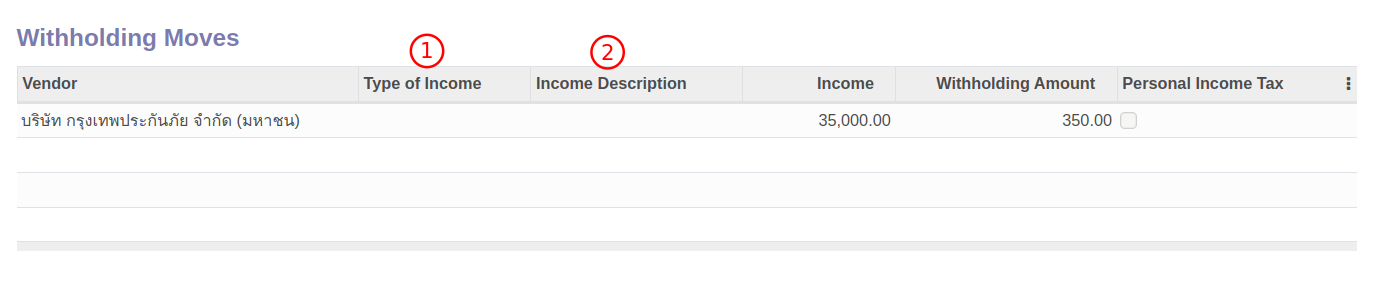 Withholding Moves
1 2
Vendor Type of Income Income Description Income Withholding Amount Personal Income Tax
บริษัท กรุงเทพประกันภัย จำกัด (มหาชน) 35,000.00 350.00